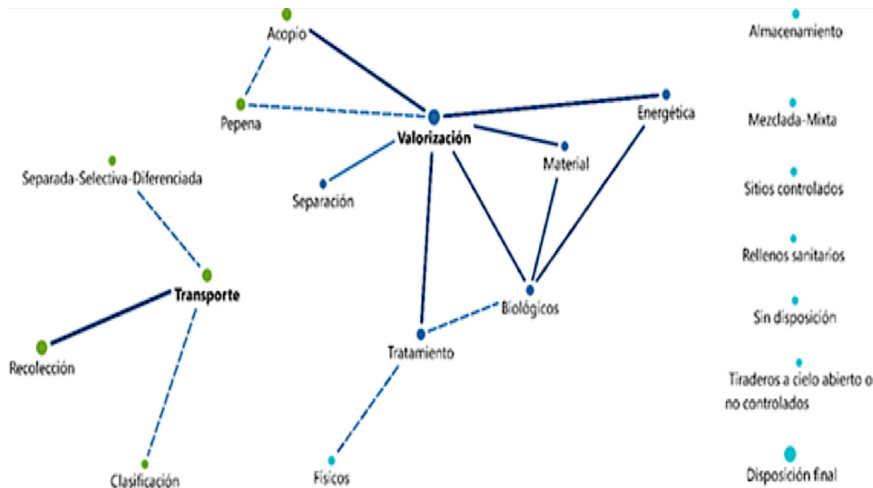 Acopio
Almacenamiento
Pepena
Valorización
Energética
Mezclada-Mixta
Material
Separada-Selectiva-Diferenciada
Separación
Sitios controlados
Transporte
Biológicos
Rellenos sanitarios
Sin disposición
Tratamiento
Recolección
Tiraderos a cielo abierto o
no controlados
Clasificación
Físicos
Disposición final